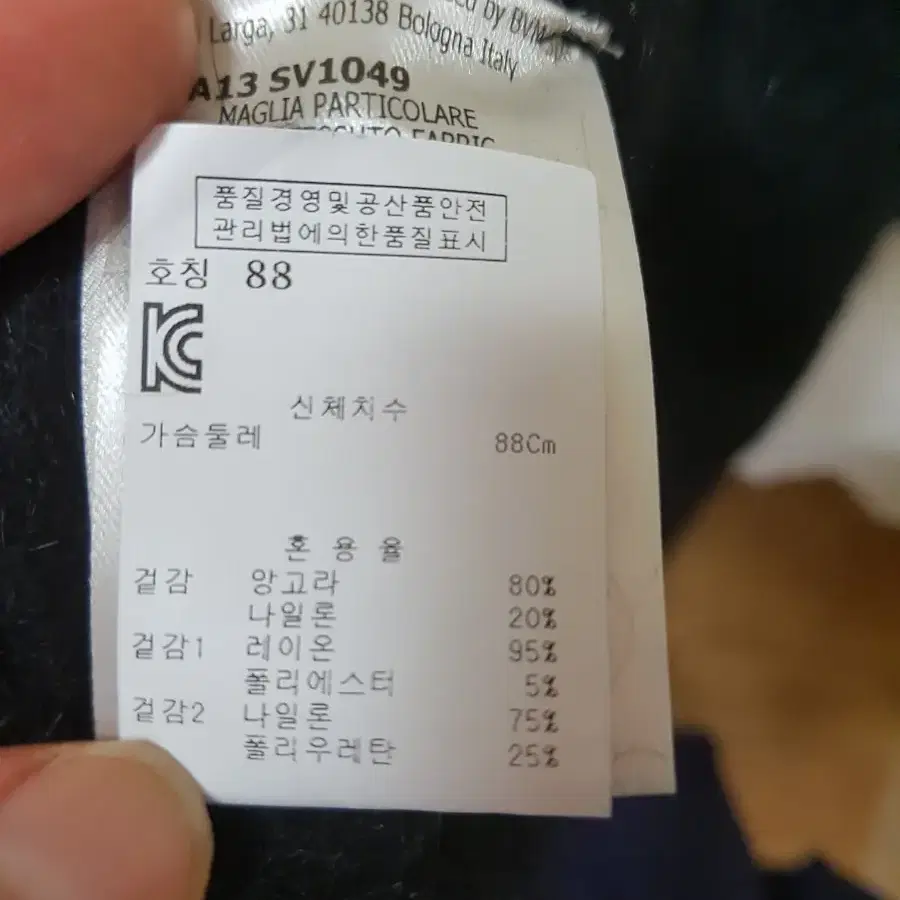 by BVM
Larga, 31 40138 Bologna Italy
A13 SV1049
MAGLIA PARTICOLARE
FABRIC
품질경영및공산품안전
관리법에의한품질표시
호칭 88
KC
신체치수
가슴둘레 88Cm
혼 용 율
겉감 앙고라 80%
나일론 20%
겉감1 레이온 95%
폴리에스터 5%
겉감2 나일론 75%
폴리우레탄 25%